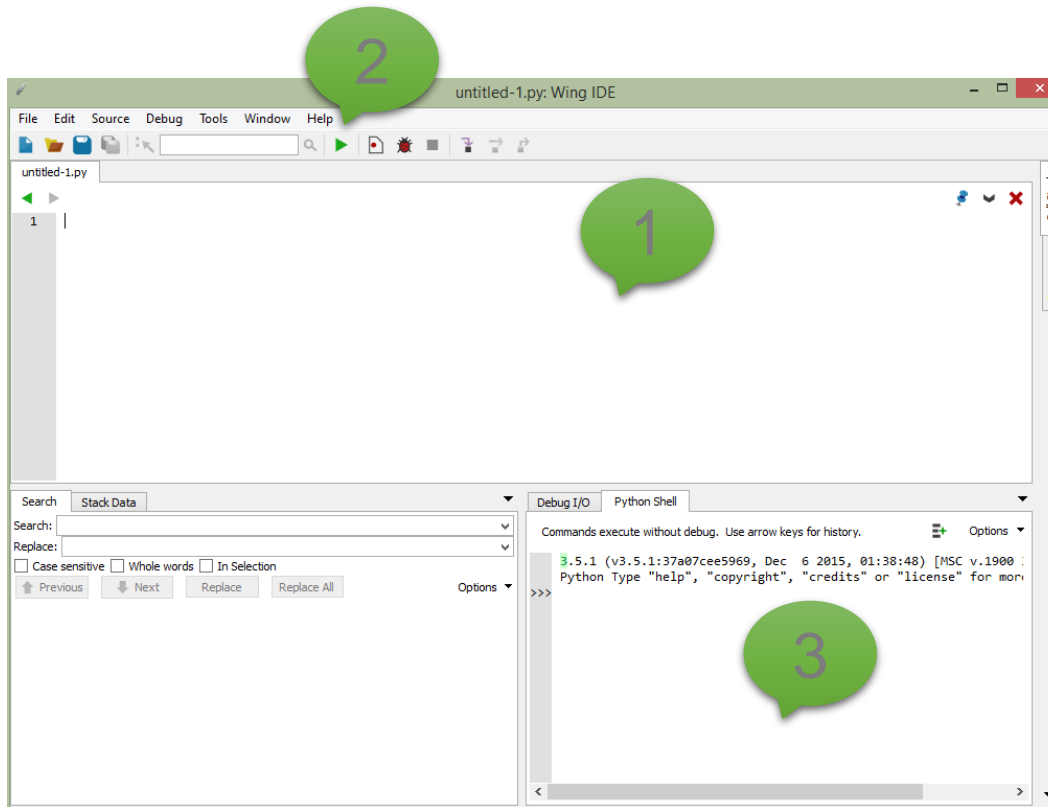 2
untitled-1.py: Wing IDE
File Edit Source Debug Tools Window Help
untitled-1.py
1
1
Search Stack Data
Search:
Replace:
Case sensitive Whole words In Selection
Previous Next Replace Replace All Options
Debug I/O Python Shell
Commands execute without debug. Use arrow keys for history. Options
3.5.1 (v3.5.1:37a07cee5969, Dec 6 2015, 01:38:48) [MSC v.1900
Python Type "help", "copyright", "credits" or "license" for
>>>
3